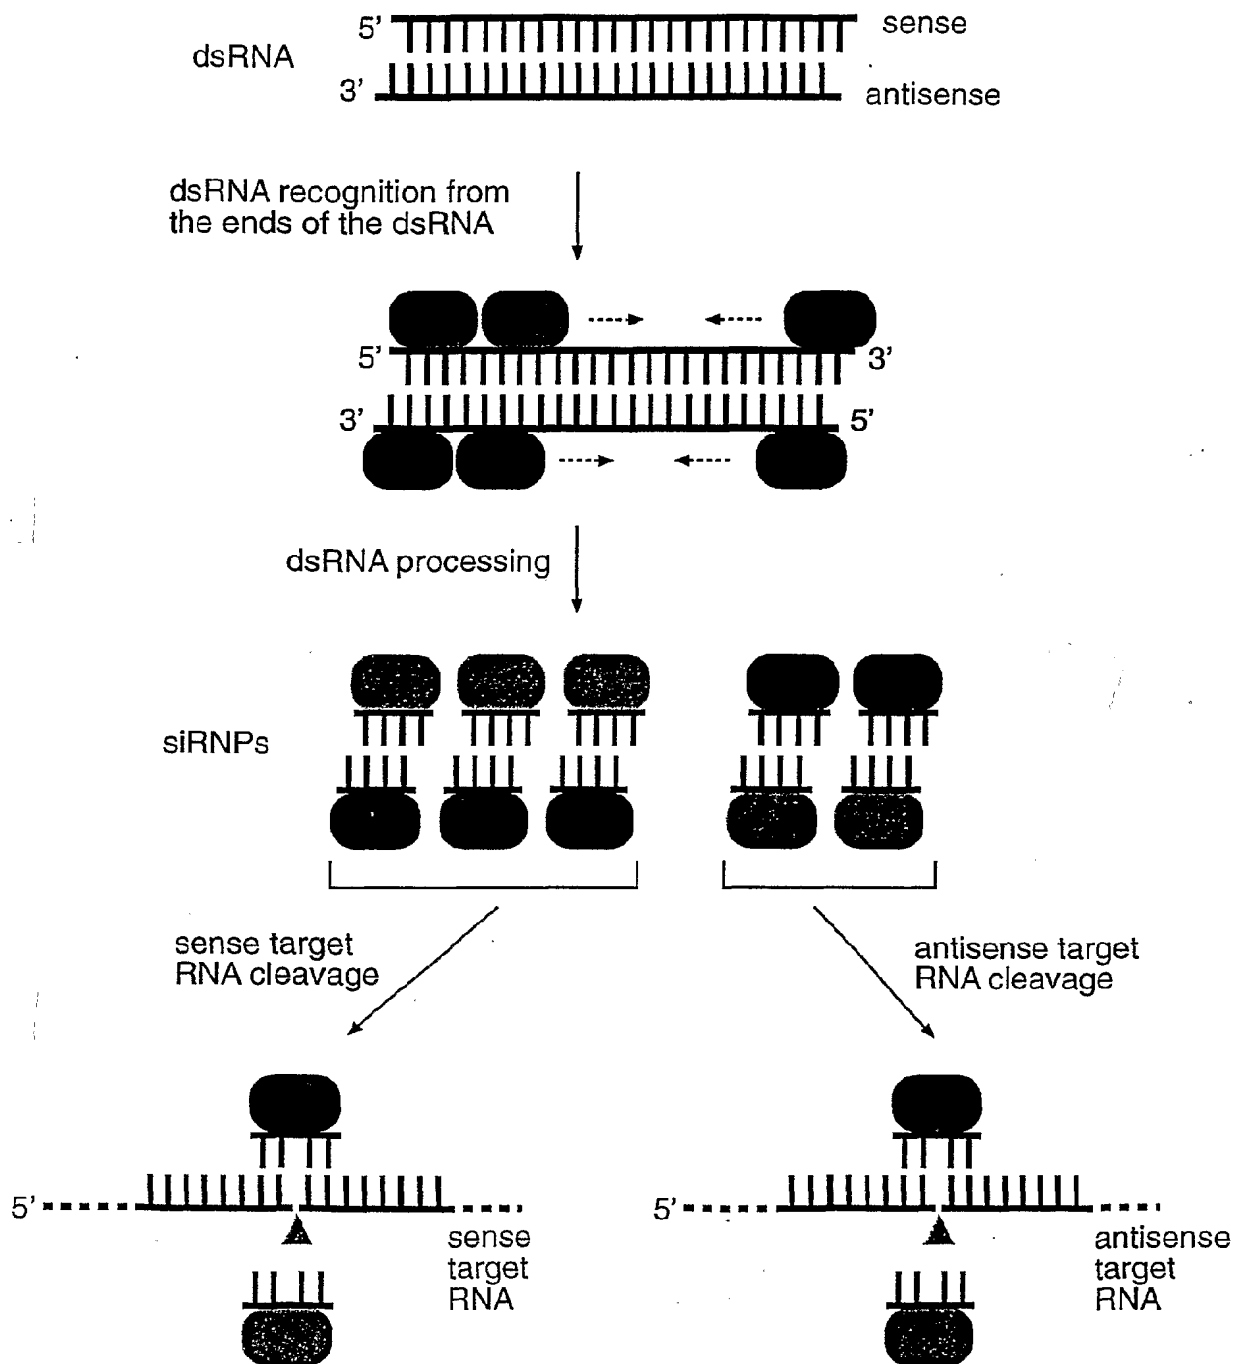 5’
sense
dsRNA
3’
antisense
dsRNA recognition from
the ends of the dsRNA
5’
3’
3’
5’
dsRNA processing
siRNPs
sense target
RNA cleavage
antisense target
RNA cleavage
5’
sense
target
RNA
5’
antisense
target
RNA